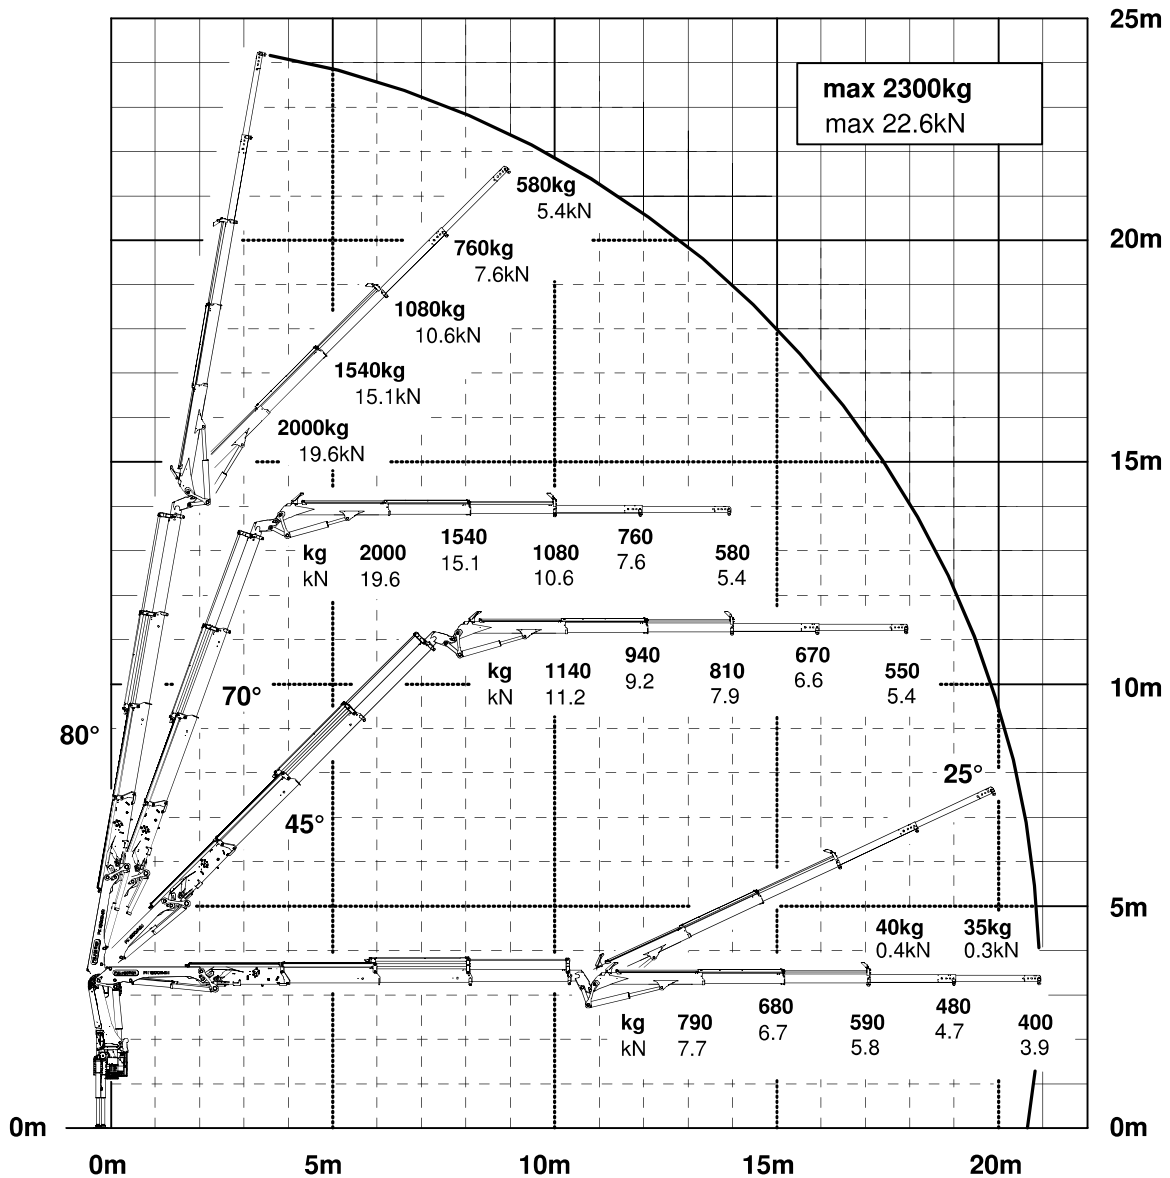 25m
max 2300kg
max 22.6kN
580kg
5.4kN
20m
760kg
7.6kN
1080kg
10.6kN
1540kg
15.1kN
2000kg
19.6kN
15m
kg 2000 1540 1080 760 580
kN 19.6 15.1 10.6 7.6 5.4
kg 1140 940 810 670 550
kN 11.2 9.2 7.9 6.6 5.4
10m
70°
80°
25°
45°
5m
40kg 35kg
0.4kN 0.3kN
kg 790 680 590 480 400
kN 7.7 6.7 5.8 4.7 3.9
0m 0m
0m 5m 10m 15m 20m